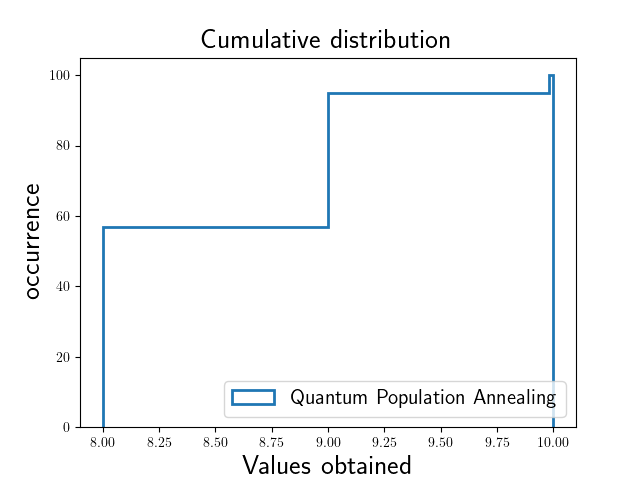 Cumulative distribution
occurrence
100
80
60
40
20
0
Quantum Population Annealing
8.00 8.25 8.50 8.75 9.00 9.25 9.50 9.75 10.00
Values obtained